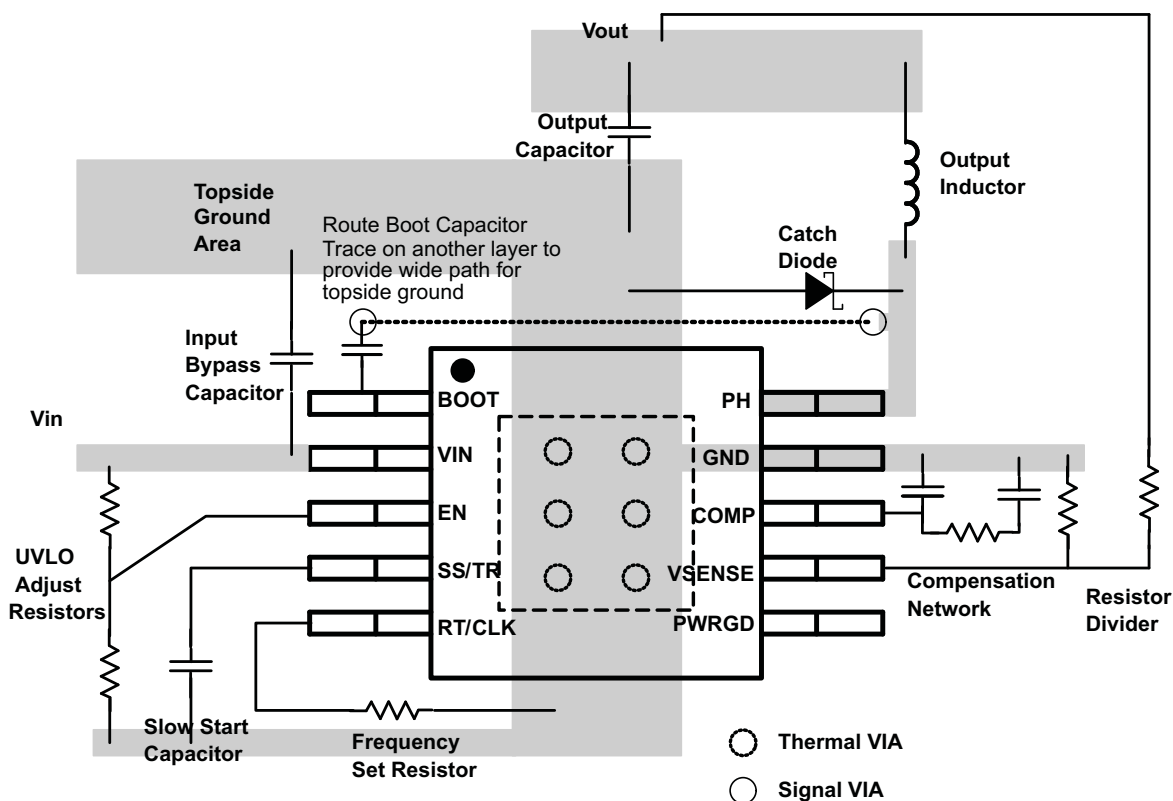 Vout
Output
Capacitor
Output
Inductor
Topside
Ground
Area
Route Boot Capacitor
Trace on another layer to
provide wide path for
topside ground
Catch
Diode
Input
Bypass
Capacitor
Vin
BOOT
VIN
EN
SS/TR
RT/CLK
PH
GND
COMP
VSENSE
PWRGD
UVLO
Adjust
Resistors
Compensation
Network
Resistor
Divider
Slow Start
Capacitor
Frequency
Set Resistor
Thermal VIA
Signal VIA